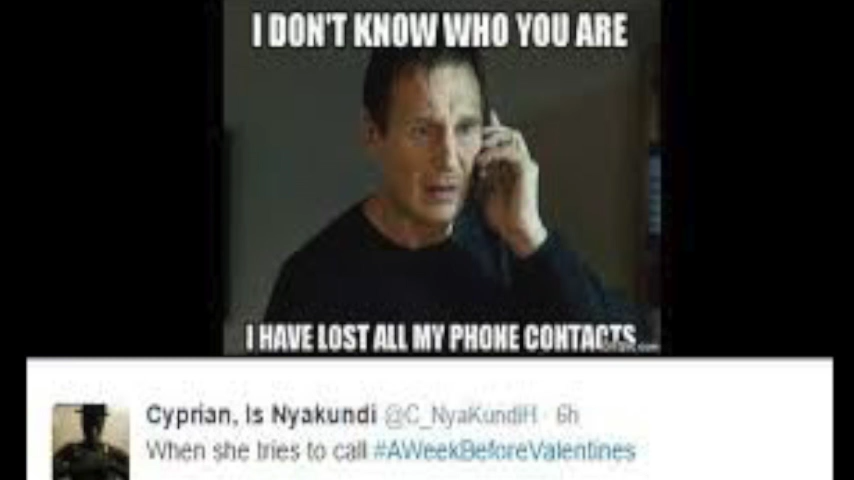 I DON'T KNOW WHO YOU ARE
I HAVE LOST ALL MY PHONE CONTACTS
Cyprian, Is Nyakundi @C_NyaKundiH · 6h
When she tries to call #AWeekBeforeValentines